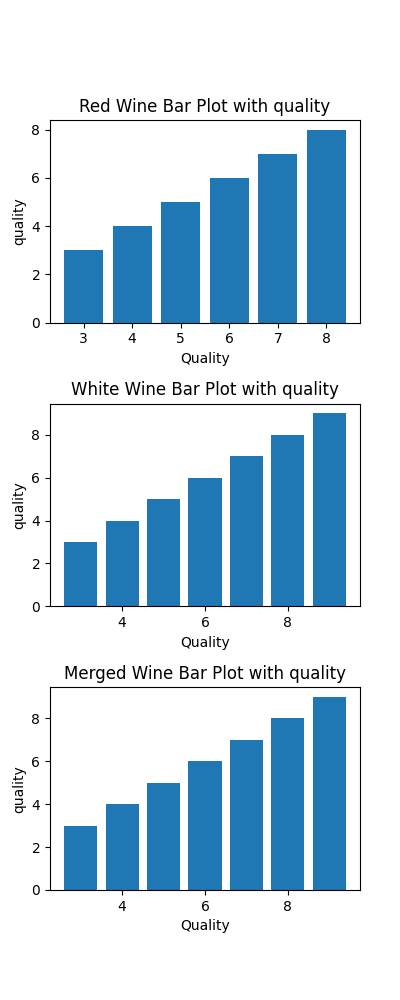 Red Wine Bar Plot with quality
8
6
4
2
0
quality
3 4 5 6 7 8
Quality
White Wine Bar Plot with quality
8
6
4
2
0
quality
4 6 8
Quality
Merged Wine Bar Plot with quality
8
6
4
2
0
quality
4 6 8
Quality